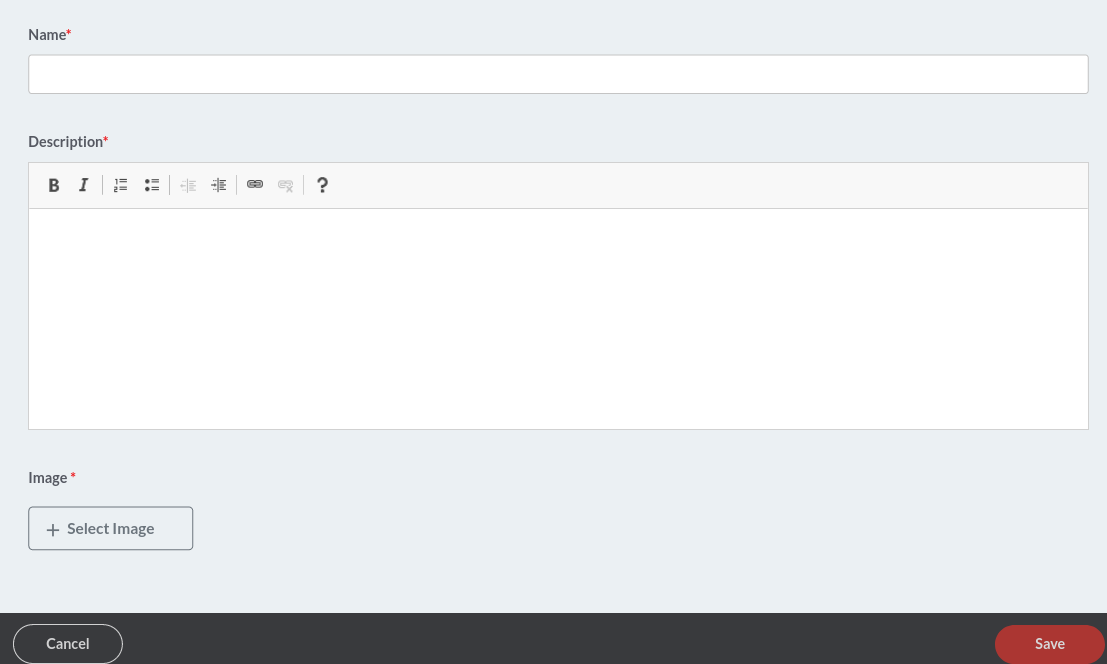 Name*
Description*
B I ?
Image *
+ Select Image
Cancel Save